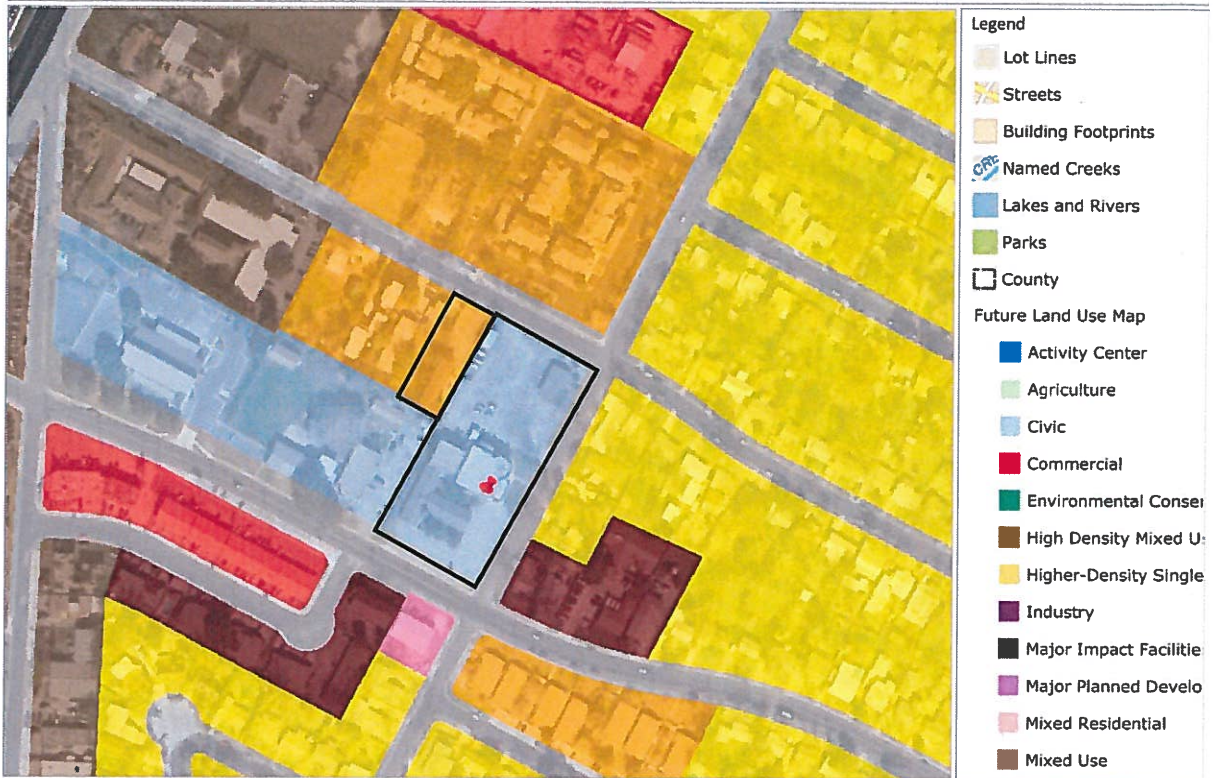 Legend
Lot Lines
Streets
Building Footprints
CRE
Named Creeks
Lakes and Rivers
Parks
County
Future Land Use Map
Activity Center
Agriculture
Civic
Commercial
Environmental Conser
High Density Mixed U
Higher-Density Single
Industry
Major Impact Facilitie
Major Planned Develo
Mixed Residential
Mixed Use